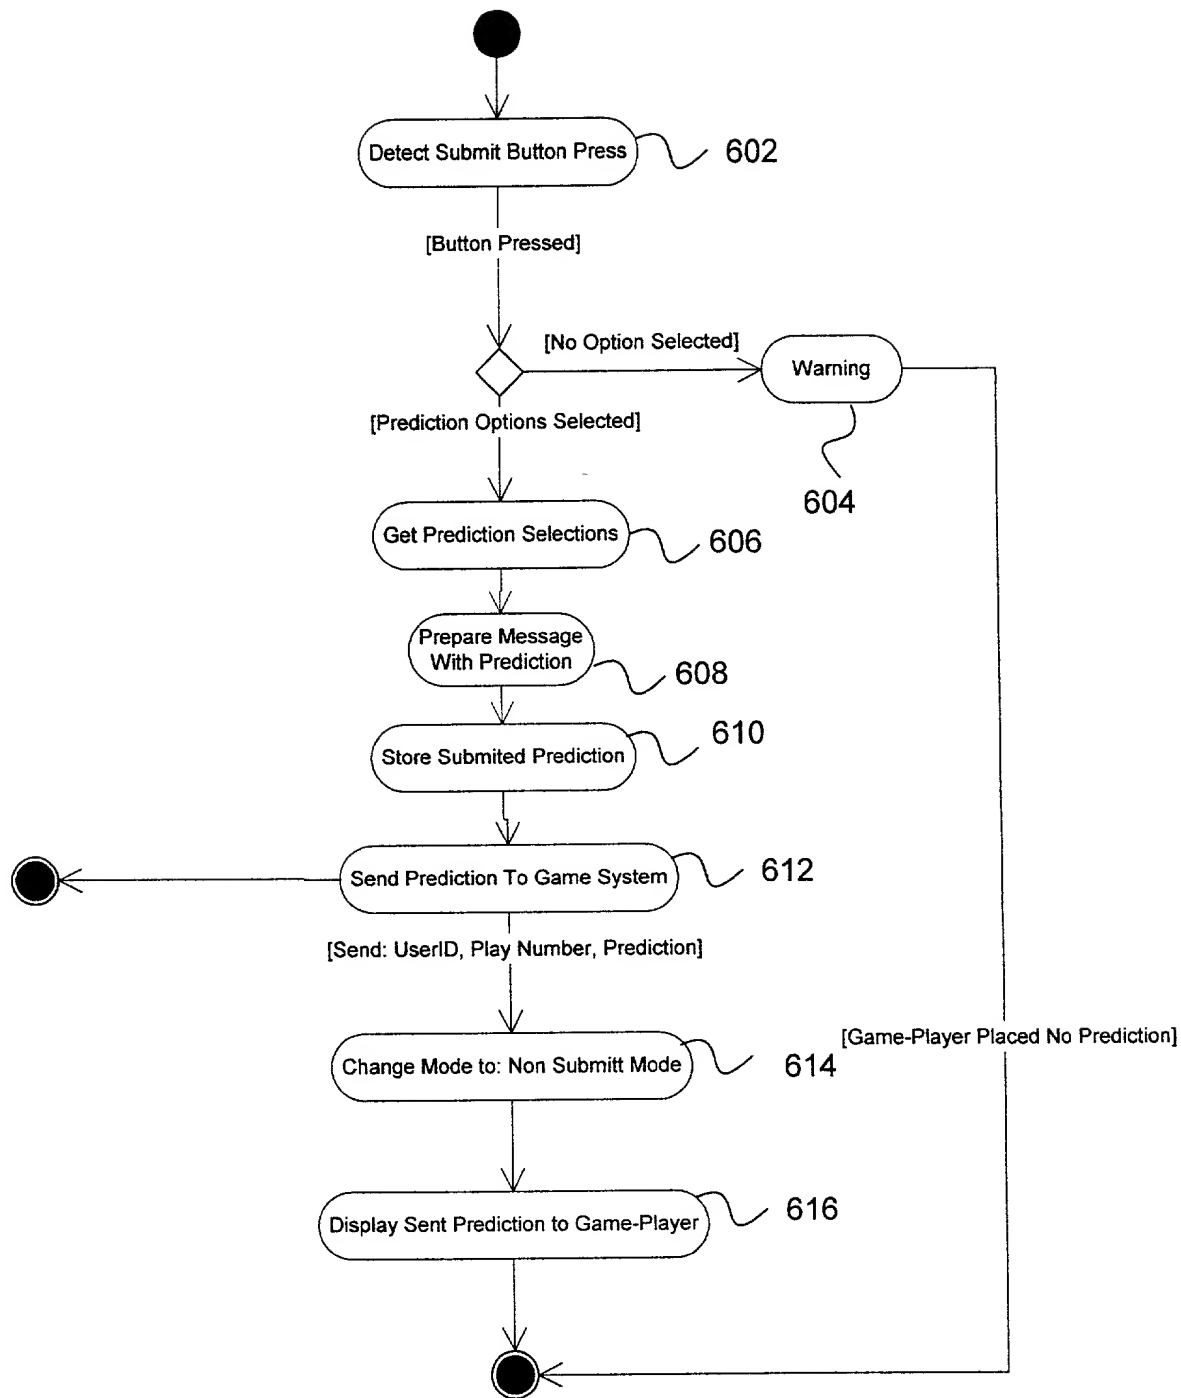 Detect Submit Button Press
602
[Button Pressed]
[No Option Selected]
Warning
604
[Prediction Options Selected]
Get Prediction Selections
606
Prepare Message
With Prediction
608
Store Submited Prediction
610
Send Prediction To Game System
612
[Send: UserID, Play Number, Prediction]
[Game-Player Placed No Prediction]
Change Mode to: Non Submitt Mode
614
Display Sent Prediction to Game-Player
616